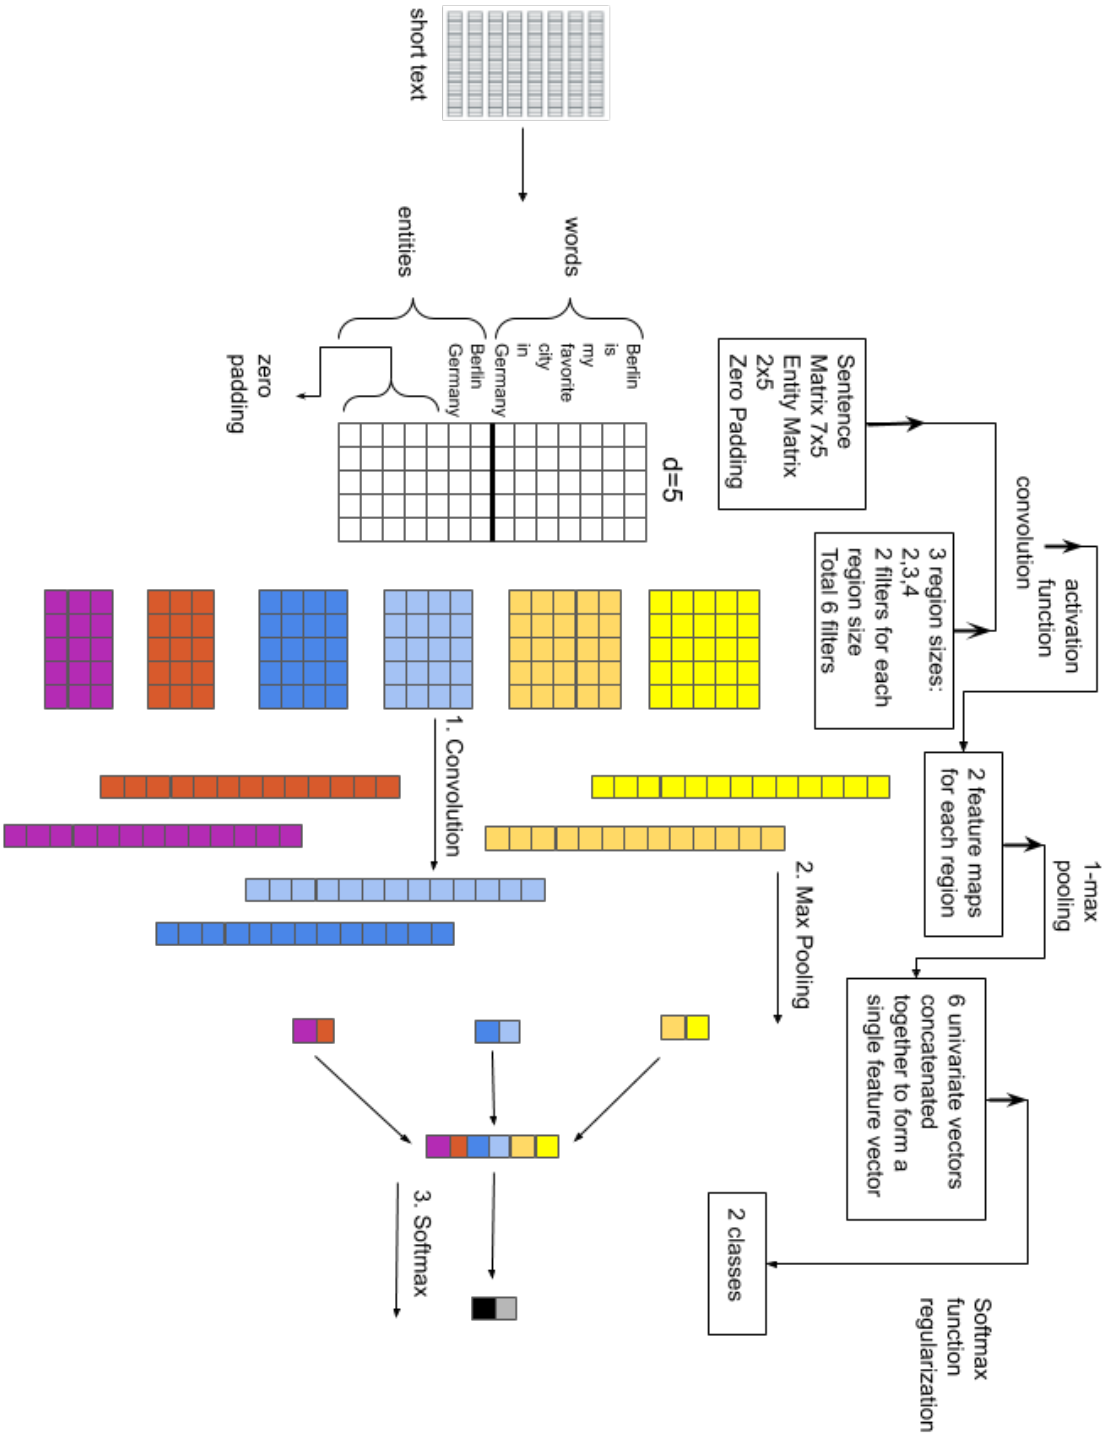 short text
words
entities
Berlin
is
my
favorite
city
in
Germany
Berlin
Germany
zero
padding
d=5
Sentence
Matrix 7x5
Entity Matrix
2x5
Zero Padding
convolution
activation
function
3 region sizes:
2,3,4
2 filters for each
region size
Total 6 filters
2 feature maps
for each region
1-max
pooling
6 univariate vectors
concatenated
together to form a
single feature vector
2 classes
Softmax
function
regularization
1. Convolution
2. Max Pooling
3. Softmax